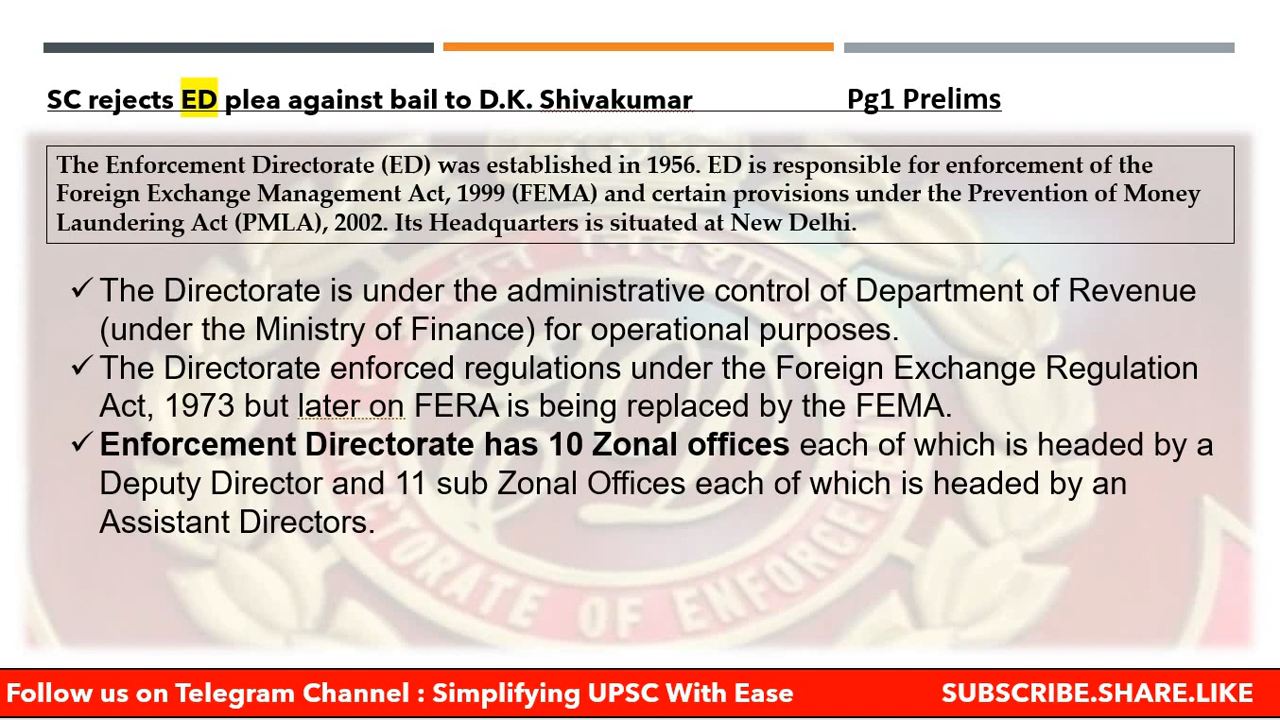 SC rejects ED plea against bail to D.K. Shivakumar Pg1 Prelims
The Enforcement Directorate (ED) was established in 1956. ED is responsible for enforcement of the
Foreign Exchange Management Act, 1999 (FEMA) and certain provisions under the Prevention of Money
Laundering Act (PMLA), 2002. Its Headquarters is situated at New Delhi.
✓ The Directorate is under the administrative control of Department of Revenue
(under the Ministry of Finance) for operational purposes.
✓ The Directorate enforced regulations under the Foreign Exchange Regulation
Act, 1973 but later on FERA is being replaced by the FEMA.
✓ Enforcement Directorate has 10 Zonal offices each of which is headed by a
Deputy Director and 11 sub Zonal Offices each of which is headed by an
Assistant Directors.
OF ENFORCE
Follow us on Telegram Channel : Simplifying UPSC With Ease SUBSCRIBE.SHARE.LIKE